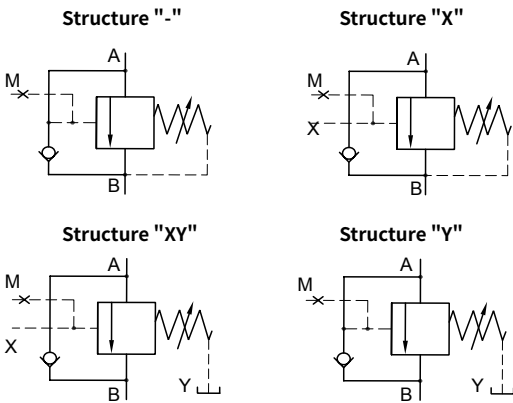 Structure "-"
A
M
B
Structure "X"
A
M
X
B
Structure "XY"
A
M
X
Y
B
Structure "Y"
A
M
Y
B